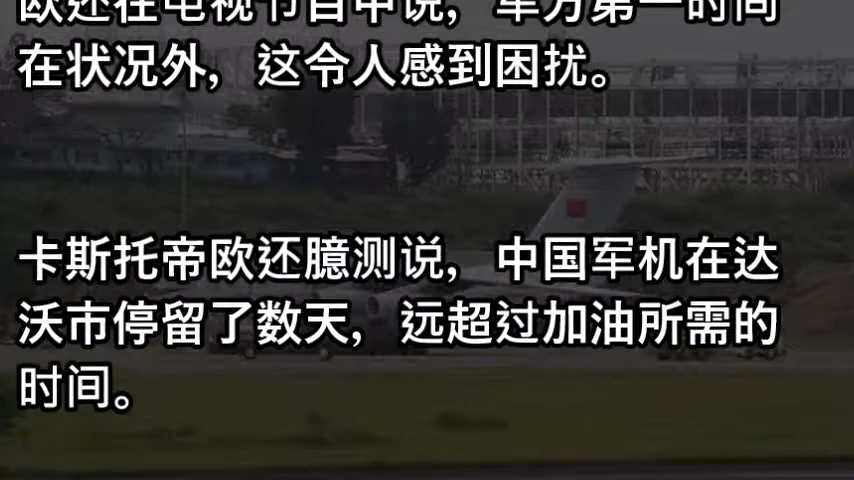 欧还在电视节目中说，军方第一时间
在状况外，这令人感到困扰。
卡斯托帝欧还臆测说，中国军机在达
沃市停留了数天，远超过加油所需的
时间。